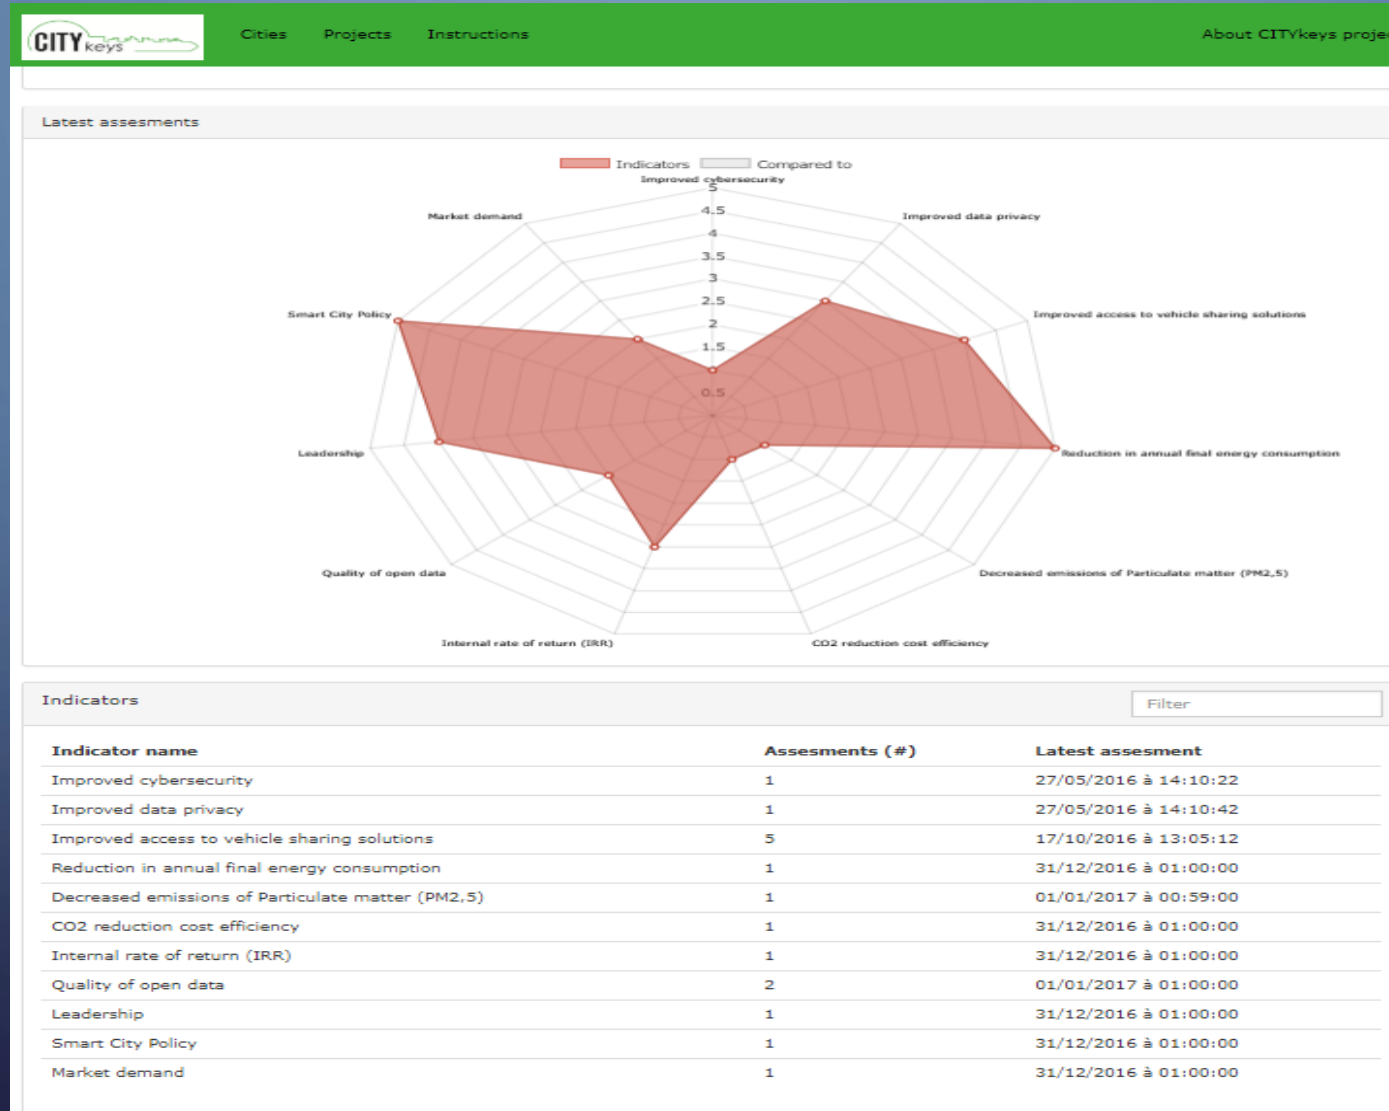 CITY keys Cities Projects Instructions About CITYkeys projec
Latest assesments
Indicators Compared to
Improved cybersecurity
5
Market demand 4.5 Improved data privacy
4
3.5
3
2.5
Smart City Policy Improved access to vehicle sharing solutions
2
1.5
0.5
Leadership Reduction in annual final energy consumption
Quality of open data Decreased emissions of Particulate matter (PM2,5)
Internal rate of return (IRR) CO2 reduction cost efficiency
Indicators Filter
Indicator name Assesments (#) Latest assesment
Improved cybersecurity 1 27/05/2016 à 14:10:22
Improved data privacy 1 27/05/2016 à 14:10:42
Improved access to vehicle sharing solutions 5 17/10/2016 à 13:05:12
Reduction in annual final energy consumption 1 31/12/2016 à 01:00:00
Decreased emissions of Particulate matter (PM2,5) 1 01/01/2017 à 00:59:00
CO2 reduction cost efficiency 1 31/12/2016 à 01:00:00
Internal rate of return (IRR) 1 31/12/2016 à 01:00:00
Quality of open data 2 01/01/2017 à 01:00:00
Leadership 1 31/12/2016 à 01:00:00
Smart City Policy 1 31/12/2016 à 01:00:00
Market demand 1 31/12/2016 à 01:00:00